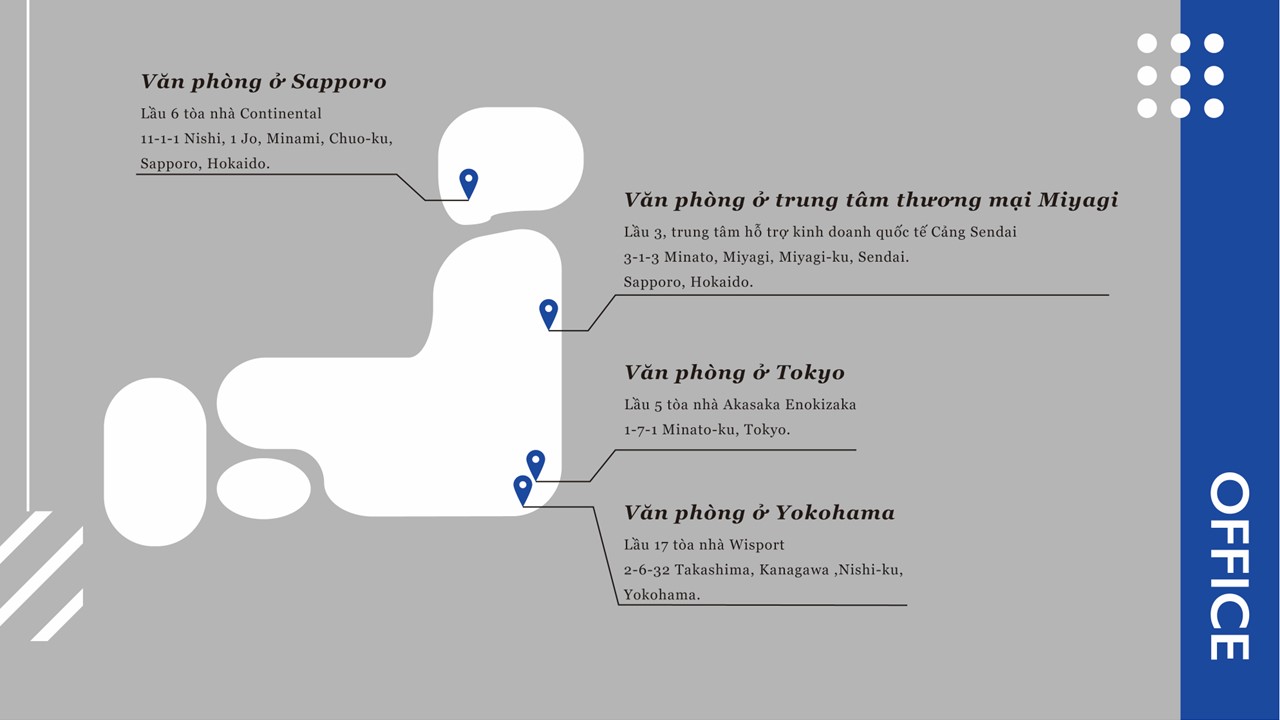 Văn phòng ở Sapporo
Lầu 6 tòa nhà Continental
11-1-1 Nishi, 1 Jo, Minami, Chuo-ku,
Sapporo, Hokaido.
Văn phòng ở trung tâm thương mại Miyagi
Lầu 3, trung tâm hỗ trợ kinh doanh quốc tế Cảng Sendai
3-1-3 Minato, Miyagi, Miyagi-ku, Sendai.
Sapporo, Hokaido.
Văn phòng ở Tokyo
Lầu 5 tòa nhà Akasaka Enokizaka
1-7-1 Minato-ku, Tokyo.
Văn phòng ở Yokohama
Lầu 17 tòa nhà Wisport
2-6-32 Takashima, Kanagawa ,Nishi-ku,
Yokohama.
OFFICE